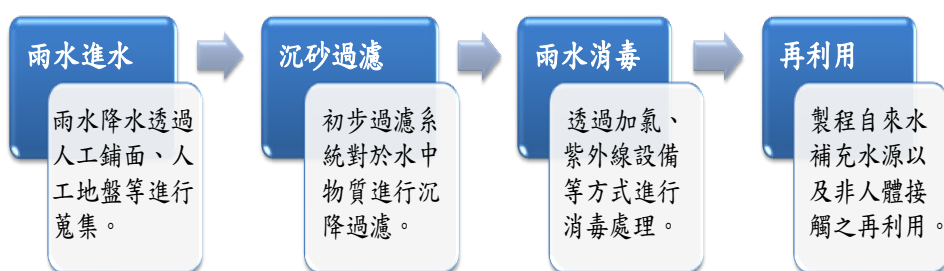 雨水進水
雨水降水透過
人工鋪面、人
工地盤等進行
蒐集。
沉砂過濾
初步過濾系
統對於水中
物質進行沉
降過濾。
雨水消毒
透過加氯、
紫外線設備
等方式進行
消毒處理。
再利用
製程自來水
補充水源以
及非人體接
觸之再利用。